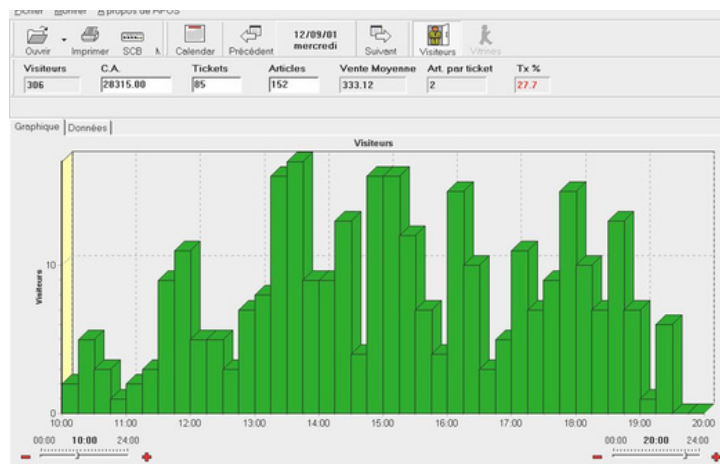 Fichier Montrer A propos de APOS
Ouvrir Imprimer SCB M Calendar Précédent 12/09/01 mercredi Suivant Visiteurs Vitrines
Visiteurs C.A. Tickets Articles Vente Moyenne Art. par ticket Tx %
306 28315.00 85 152 333.12 2 27.7
Graphique Données
Visiteurs
Visiteurs
10
0
10:00 11:00 12:00 13:00 14:00 15:00 16:00 17:00 18:00 19:00 20:00
00:00 10:00 24:00 00:00 20:00 24:00